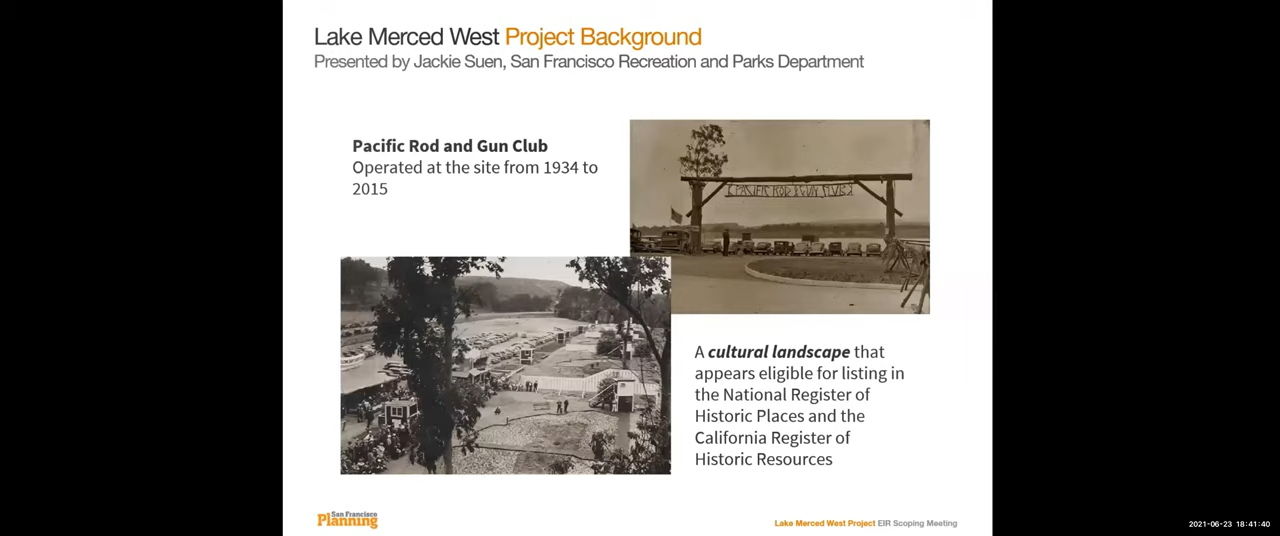 Lake Merced West Project Background
Presented by Jackie Suen, San Francisco Recreation and Parks Department
Pacific Rod and Gun Club
Operated at the site from 1934 to
2015
PACIFIC ROD & GUN CLUB
A cultural landscape that
appears eligible for listing in
the National Register of
Historic Places and the
California Register of
Historic Resources
San Francisco
Planning
Lake Merced West Project EIR Scoping Meeting
2021-06-23 18:41:40